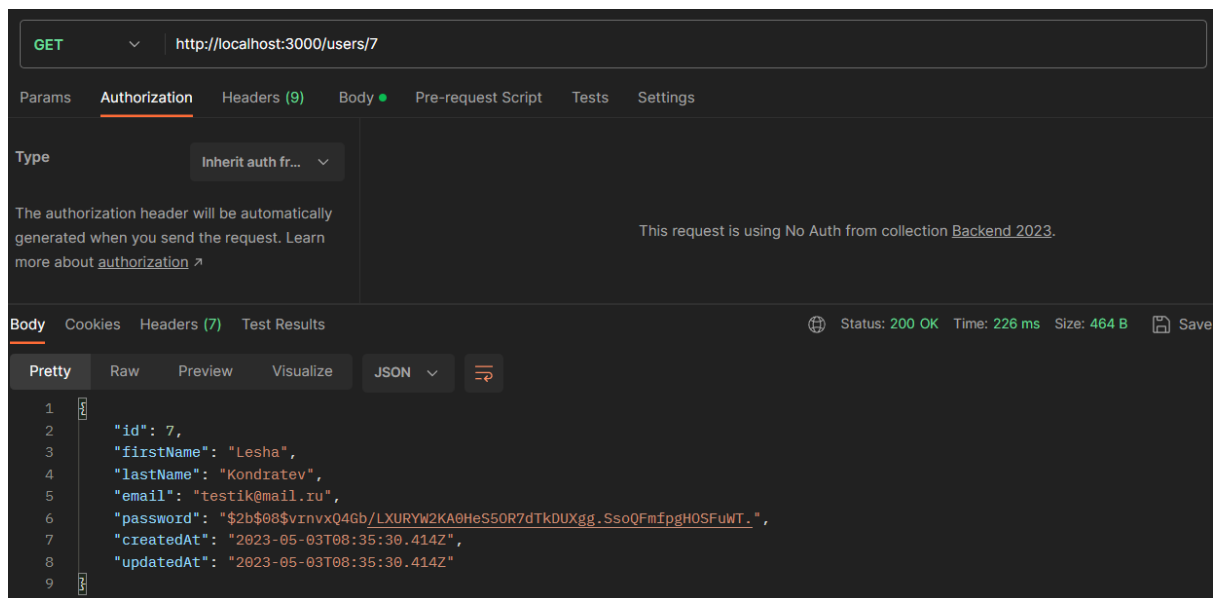 GET http://localhost:3000/users/7
Params Authorization Headers (9) Body Pre-request Script Tests Settings
Type Inherit auth fr...
The authorization header will be automatically
generated when you send the request. Learn
more about authorization ↗
This request is using No Auth from collection Backend 2023.
Body Cookies Headers (7) Test Results Status: 200 OK Time: 226 ms Size: 464 B Save
Pretty Raw Preview Visualize JSON
1 {
2 "id": 7,
3 "firstName": "Lesha",
4 "lastName": "Kondratev",
5 "email": "testik@mail.ru",
6 "password": "$2b$08$vrnvxQ4Gb/LXURYW2KA0HeS5OR7dTkDUXgg.SsoQFmfpgHOSFuWT.",
7 "createdAt": "2023-05-03T08:35:30.414Z",
8 "updatedAt": "2023-05-03T08:35:30.414Z"
9 }